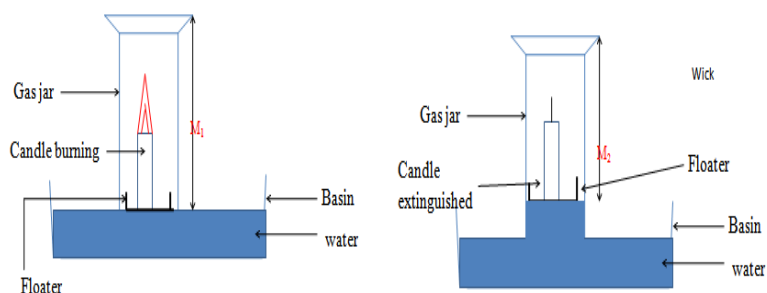 Gas jar
M₁
Candle burning
Basin
water
Floater
Wick
Gas jar
M₂
Floater
Candle
extinguished
Basin
water